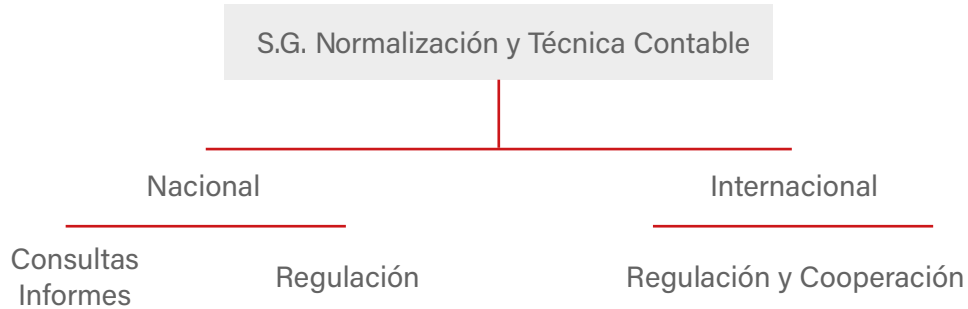 S.G. Normalización y Técnica Contable
Nacional
Internacional
Consultas
Informes
Regulación
Regulación y Cooperación